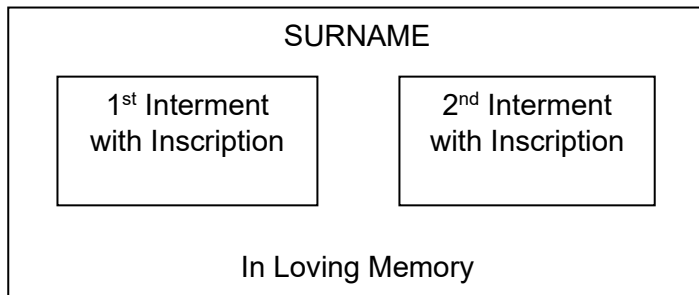 SURNAME
1st Interment
with Inscription
2nd Interment
with Inscription
In Loving Memory